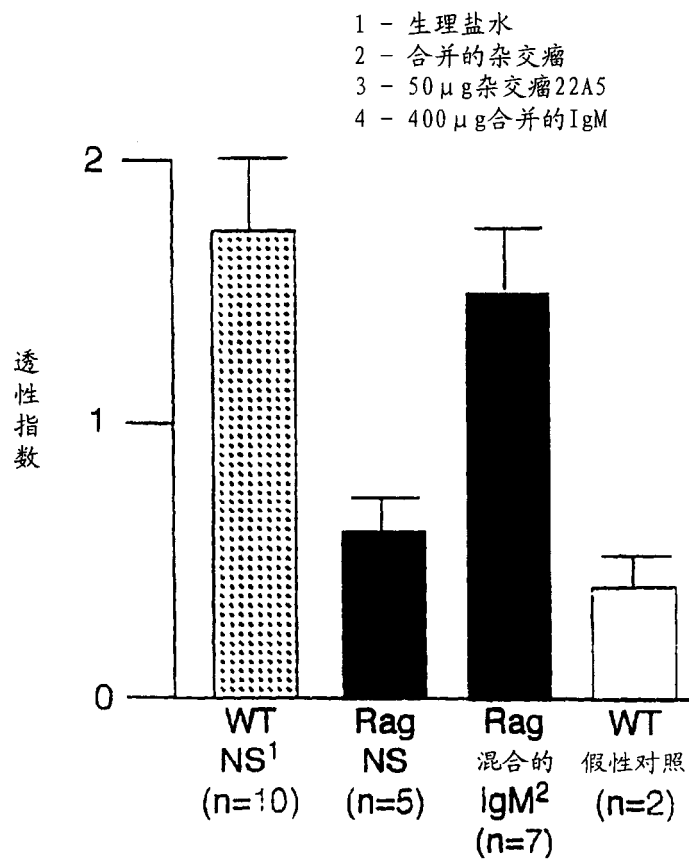 1 - 生理盐水
2 - 合并的杂交瘤
3 - 50μg杂交瘤22A5
4 - 400μg合并的IgM
2
透性指数
1
0
WT Rag Rag WT
NS¹ NS 混合的 假性对照
(n=10) (n=5) IgM² (n=2)
(n=7)